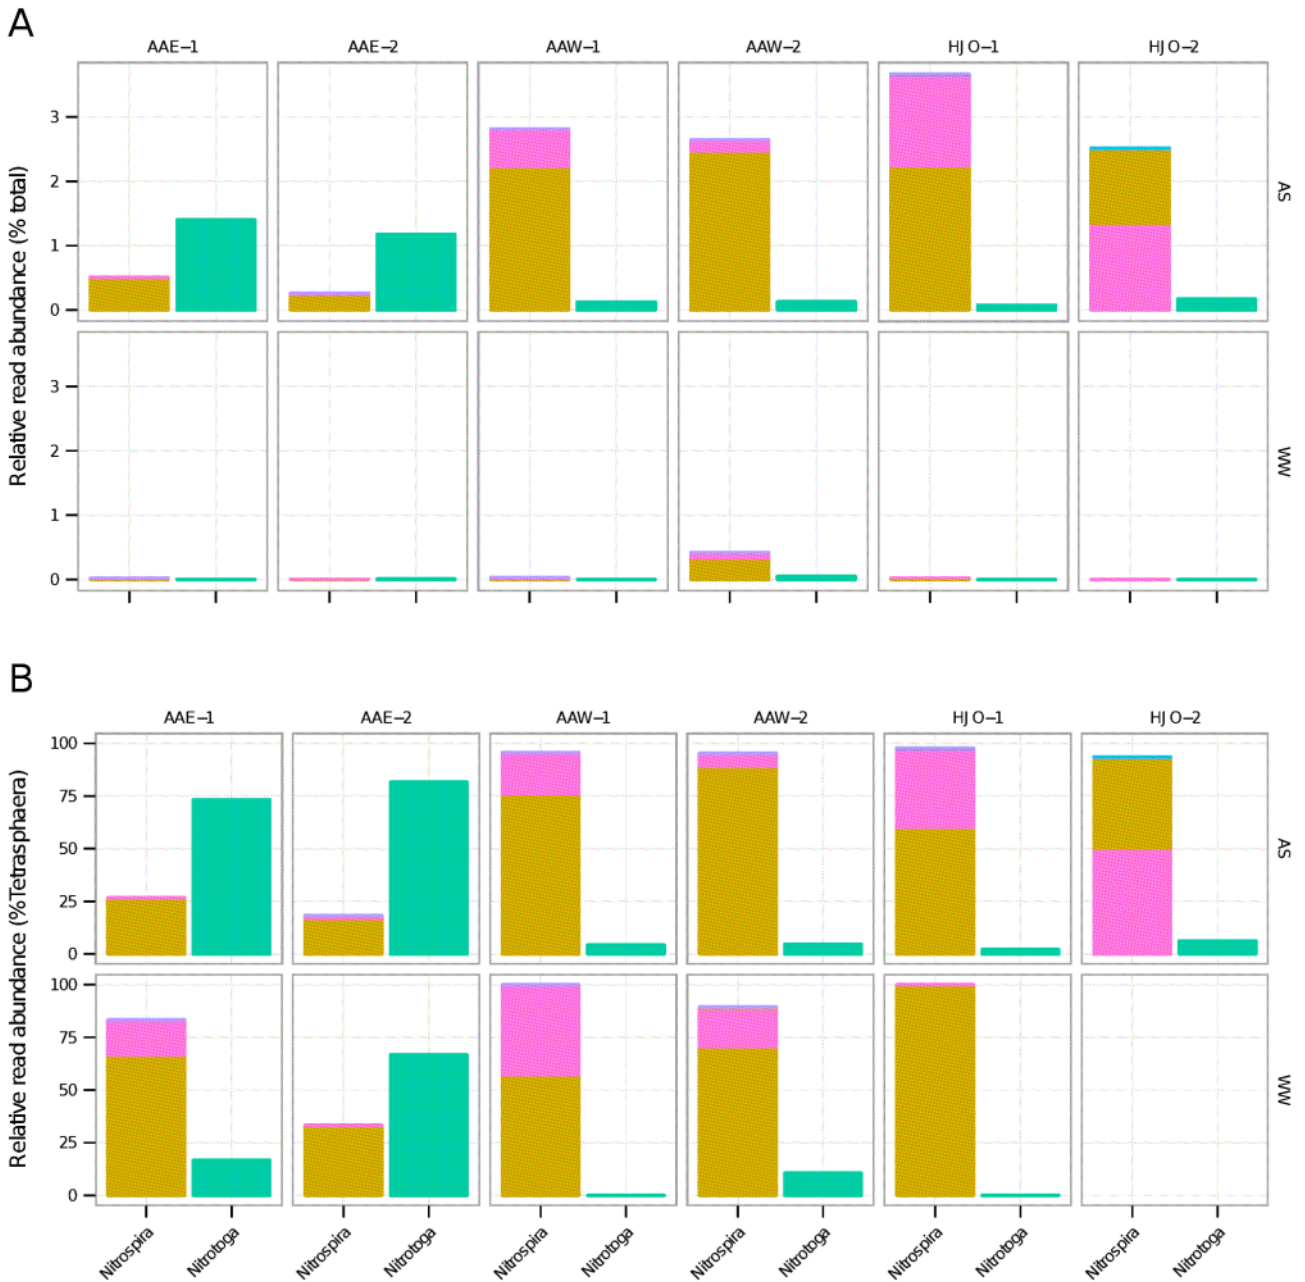 A
AAE−1 AAE−2 AAW−1 AAW−2 HJO−1 HJO−2
Relative read abundance (% total)
3
2
1
0
AS
3
2
1
0
WW
B
AAE−1 AAE−2 AAW−1 AAW−2 HJO−1 HJO−2
Relative read abundance (%Tetrasphaera)
100
75
50
25
0
AS
100
75
50
25
0
WW
Nitrospira Nitrotoga Nitrospira Nitrotoga Nitrospira Nitrotoga Nitrospira Nitrotoga Nitrospira Nitrotoga Nitrospira Nitrotoga